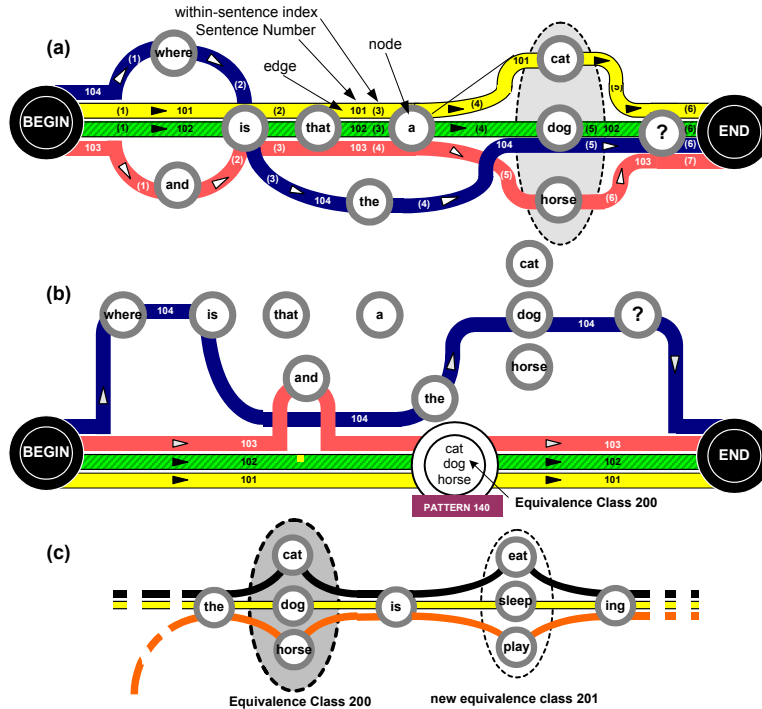 within-sentence index
Sentence Number
(a)
where
node
101
cat
edge
104
(1)
(2)
(1)
101
(2)
101
(3)
(4)
(5)
(6)
BEGIN
(1)
102
is
that
102
(3)
a
(4)
dog
(5)
102
?
(6)
END
103
(2)
(3)
103
(4)
104
(5)
(6)
(1)
and
(3)
104
the
(4)
(5)
horse
(6)
103
(7)
cat
(b)
where
104
is
that
a
dog
104
?
horse
and
the
104
BEGIN
103
103
END
102
102
101
101
cat
dog
horse
Equivalence Class 200
PATTERN 140
(c)
cat
eat
the
dog
is
sleep
ing
horse
play
Equivalence Class 200
new equivalence class 201